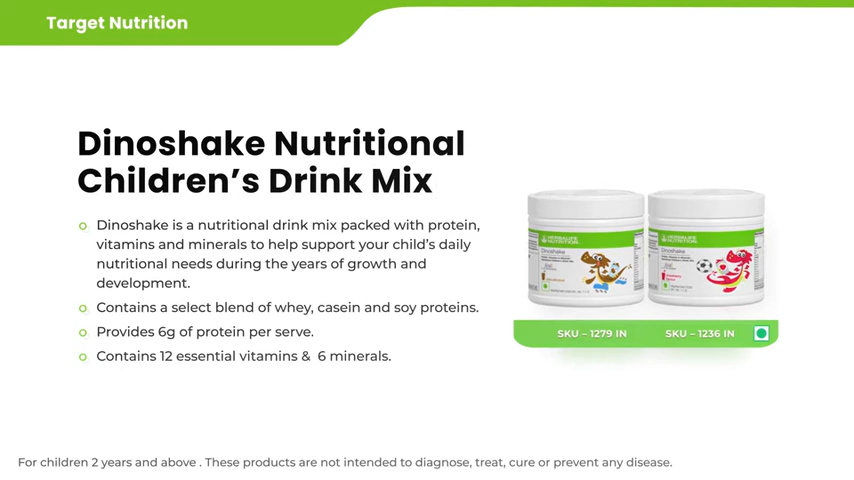 Target Nutrition
Dinoshake Nutritional
Children's Drink Mix
Dinoshake is a nutritional drink mix packed with protein,
vitamins and minerals to help support your child's daily
nutritional needs during the years of growth and
development.
Contains a select blend of whey, casein and soy proteins.
Provides 6g of protein per serve.
Contains 12 essential vitamins &  6 minerals.
HERBALIFE
NUTRITION
Dinoshake
HERBALIFE
NUTRITION
Dinoshake
SKU – 1279 IN
SKU – 1236 IN
For children 2 years and above . These products are not intended to diagnose, treat, cure or prevent any disease.